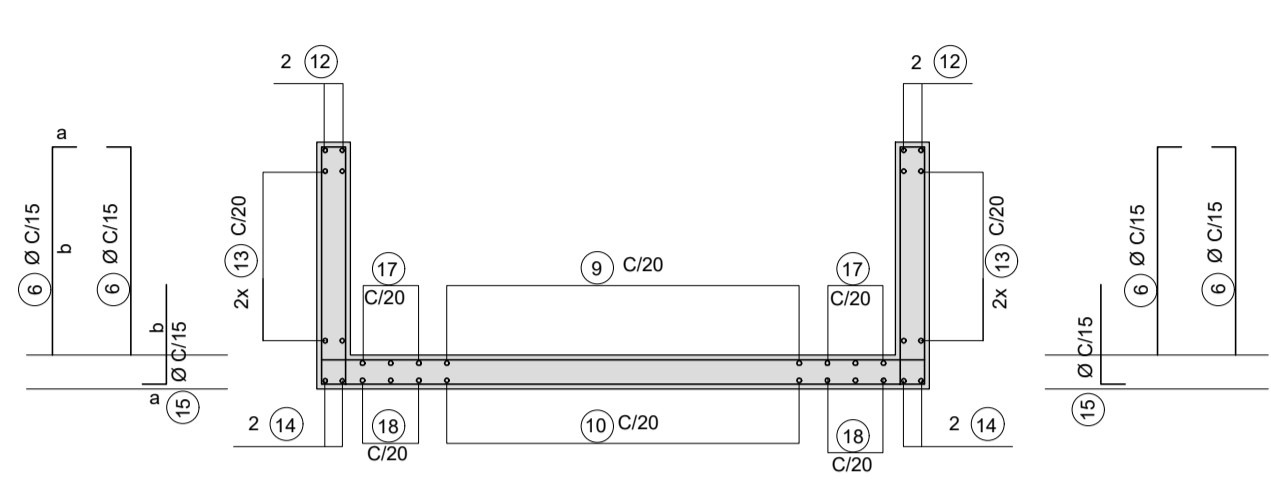 2 12
2 12
a
b
6 Ø C/15
6 Ø C/15
2x 13 C/20
17
C/20
9 C/20
17
C/20
2x 13 C/20
6 Ø C/15
6 Ø C/15
b
Ø C/15
a
15
Ø C/15
15
2 14
18
C/20
10 C/20
18
C/20
2 14